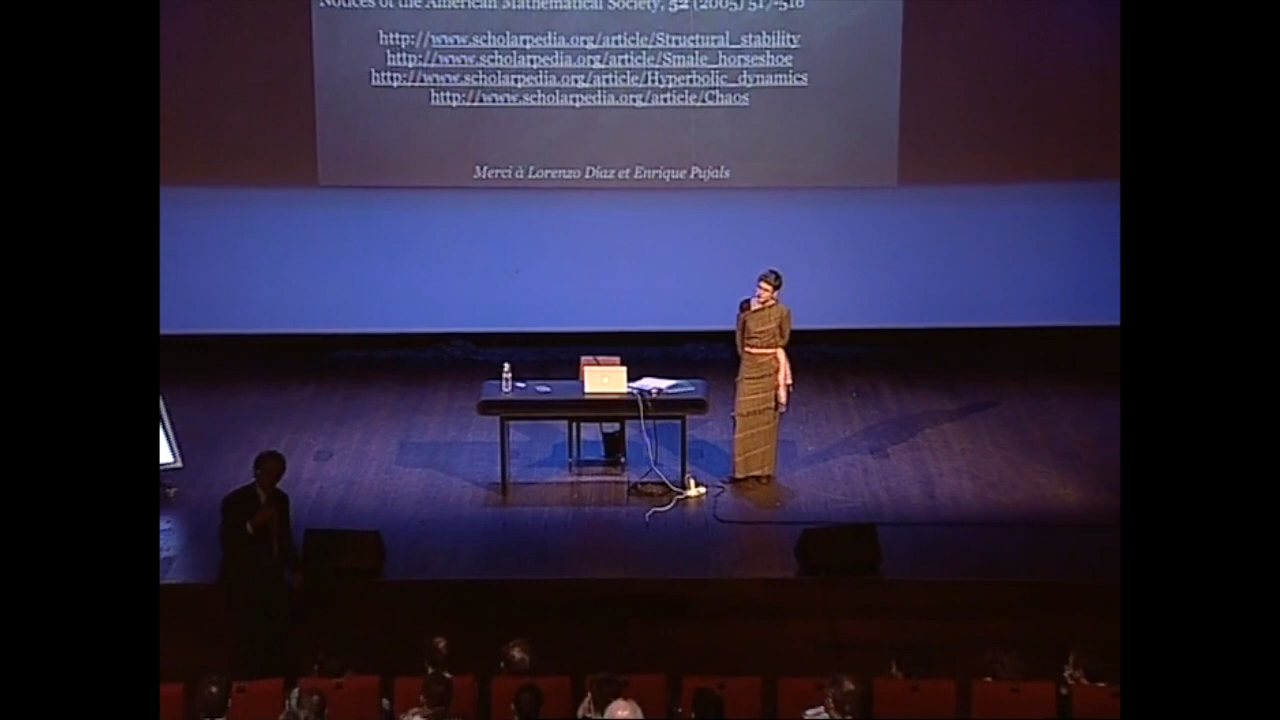 Notices of the American Mathematical Society, 52 (2005) 517-518
http://www.scholarpedia.org/article/Structural_stability
http://www.scholarpedia.org/article/Smale_horseshoe
http://www.scholarpedia.org/article/Hyperbolic_dynamics
http://www.scholarpedia.org/article/Chaos
Merci à Lorenzo Díaz et Enrique Pujals